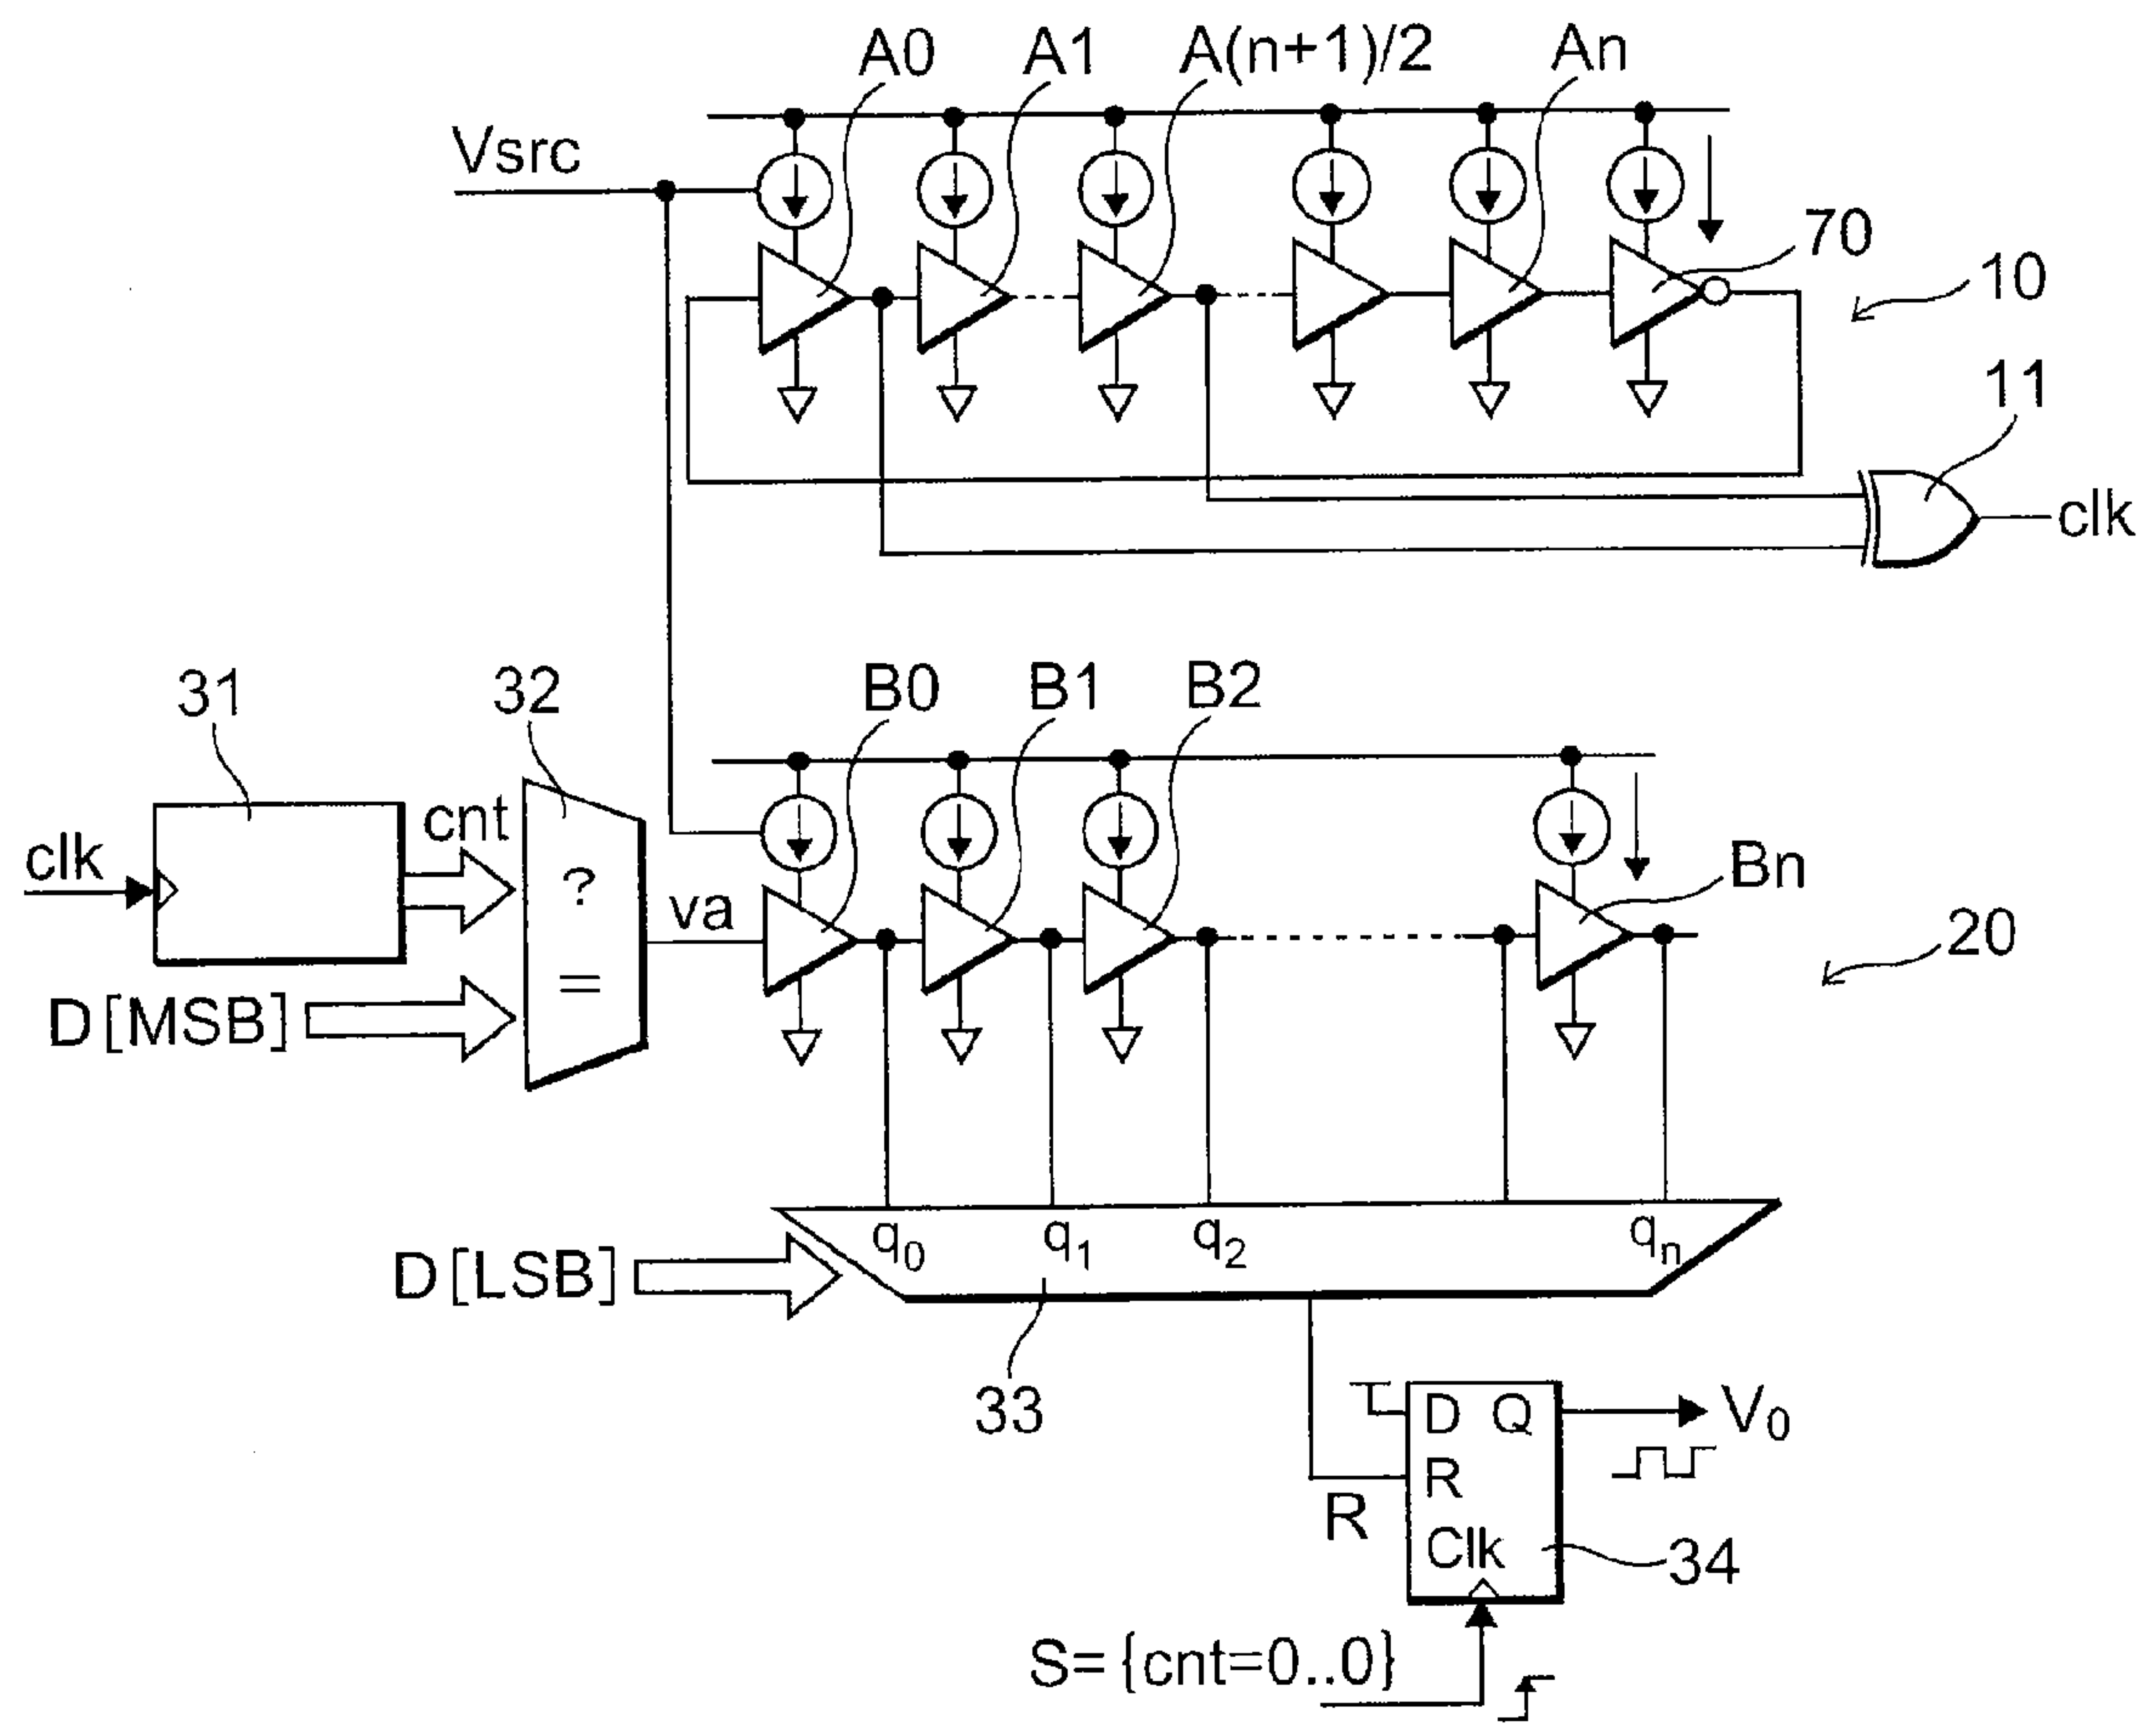 A0 A1 A(n+1)/2 An
Vsrc
70
10
11
clk
31 32 B0 B1 B2
cnt
clk
?
=
va
Bn
20
D[MSB]
q0 q1 q2 qn
D[LSB]
33
D Q
V0
R
R
Clk
34
S={cnt=0..0}